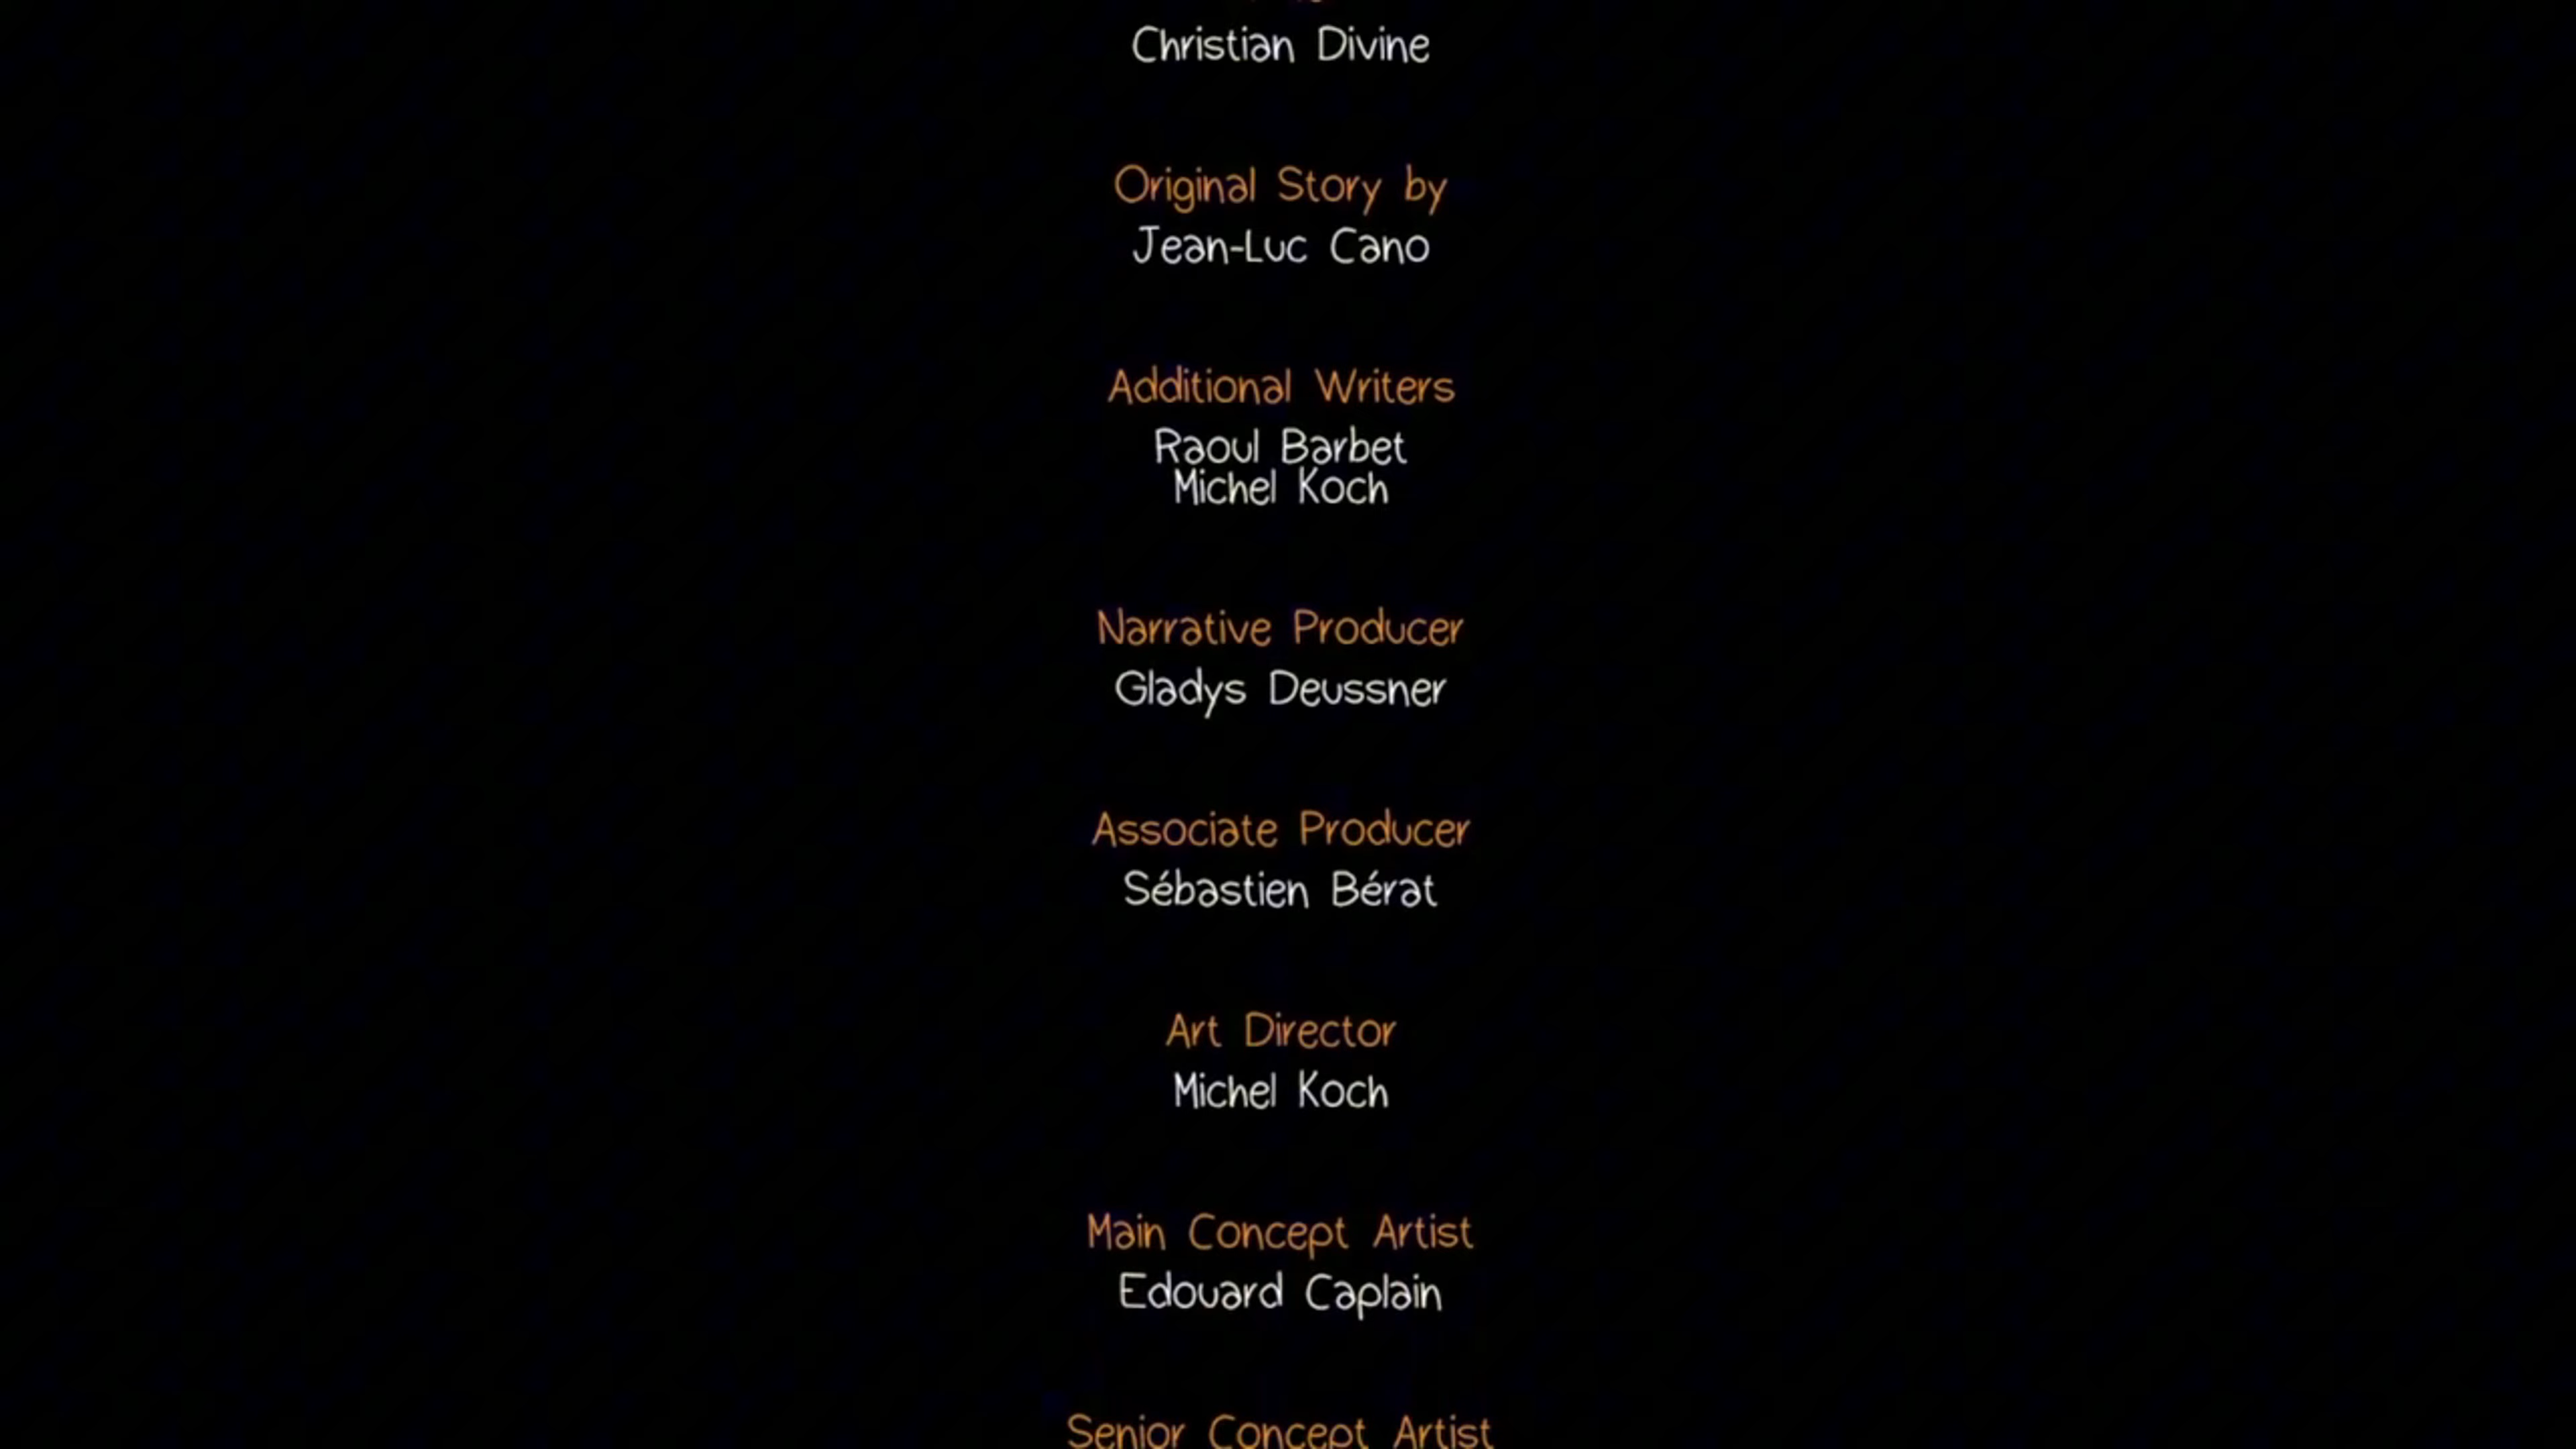 Christian Divine
Original Story by
Jean-Luc Cano
Additional Writers
Raoul Barbet
Michel Koch
Narrative Producer
Gladys Deussner
Associate Producer
Sébastien Bérat
Art Director
Michel Koch
Main Concept Artist
Edouard Caplain
Senior Concept Artist